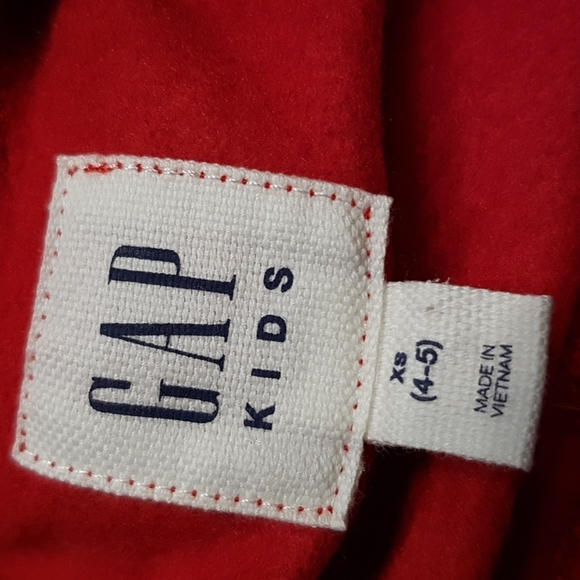 GAP
KIDS
XS
(4-5)
MADE IN
VIETNAM